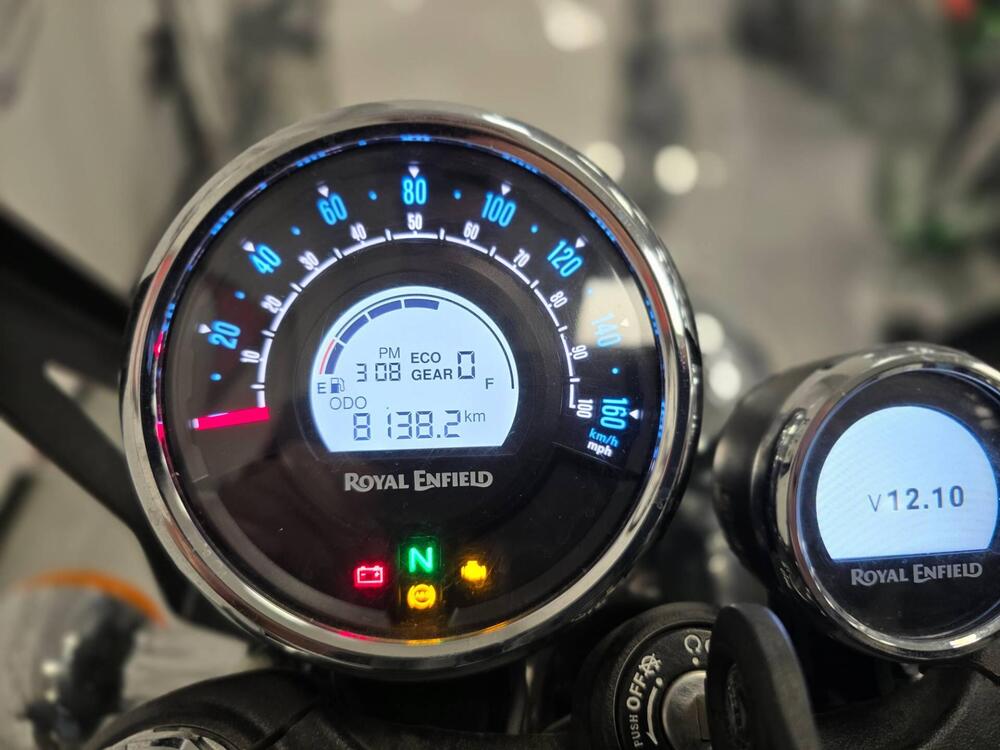 20 40 60 80 100 120 140 160
10 20 30 40 50 60 70 80 90 100
km/h
mph
PM ECO
3 08 GEAR 0
E F
ODO
8138.2 km
ROYAL ENFIELD
N
V12.10
ROYAL ENFIELD
OFF
PUSH